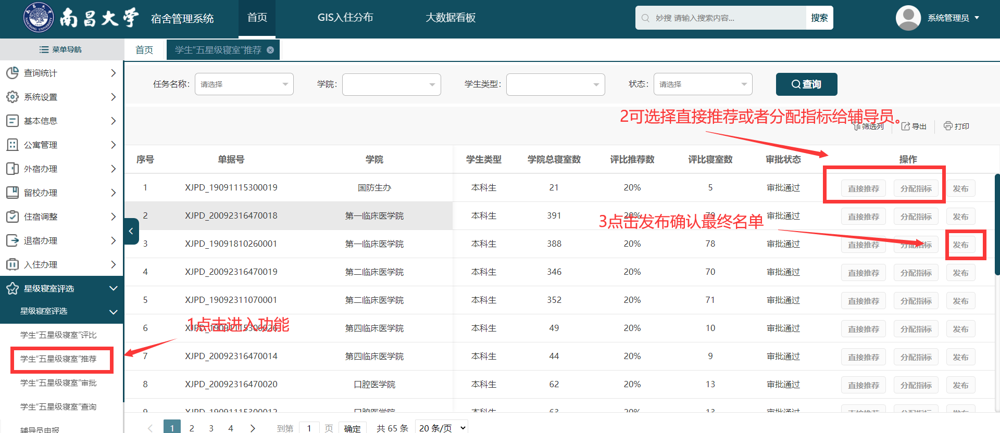 南昌大学 宿舍管理系统 首页 GIS入住分布 大数据看板 妙搜 请输入搜索内容... 搜索 系统管理员
NANCHANG UNIVERSITY
菜单导航 首页 学生“五星级寝室”推荐
查询统计
系统设置
基本信息
公寓管理
外宿办理
留校办理
住宿调整
退宿办理
入住办理
星级寝室评选
星级寝室评选
学生“五星级寝室”评比
学生“五星级寝室”推荐
学生“五星级寝室”审批
学生“五星级寝室”查询
辅导员申报
任务名称: 请选择 学院: 学生类型: 状态: 请选择 查询
2可选择直接推荐或者分配指标给辅导员。
筛选列 导出 打印
序号 单据号 学院 学生类型 学院总寝室数 评比推荐数 评比寝室数 审批状态 操作
1 XJPD_19091115300019 国防生办 本科生 21 20% 5 审批通过 直接推荐 分配指标 发布
2 XJPD_20092316470018 第一临床医学院 本科生 391 20% 79 审批通过 直接推荐 分配指标 发布
3点击发布确认最终名单
3 XJPD_19091810260001 第一临床医学院 本科生 388 20% 78 审批通过 直接推荐 分配指标 发布
4 XJPD_20092316470019 第二临床医学院 本科生 346 20% 70 审批通过 直接推荐 分配指标 发布
5 XJPD_19092311070001 第二临床医学院 本科生 352 20% 71 审批通过 直接推荐 分配指标 发布
1点击进入功能
6 XJPD_19091115300026 第四临床医学院 本科生 49 20% 10 审批通过 直接推荐 分配指标 发布
7 XJPD_20092316470014 第四临床医学院 本科生 44 20% 9 审批通过 直接推荐 分配指标 发布
8 XJPD_20092316470020 口腔医学院 本科生 62 20% 13 审批通过 直接推荐 分配指标 发布
9 XJPD_19091115300012 口腔医学院 本科生 63 20% 13 审批通过 直接推荐 分配指标 发布
1 2 3 4 到第 1 页 确定 共 65 条 20 条/页